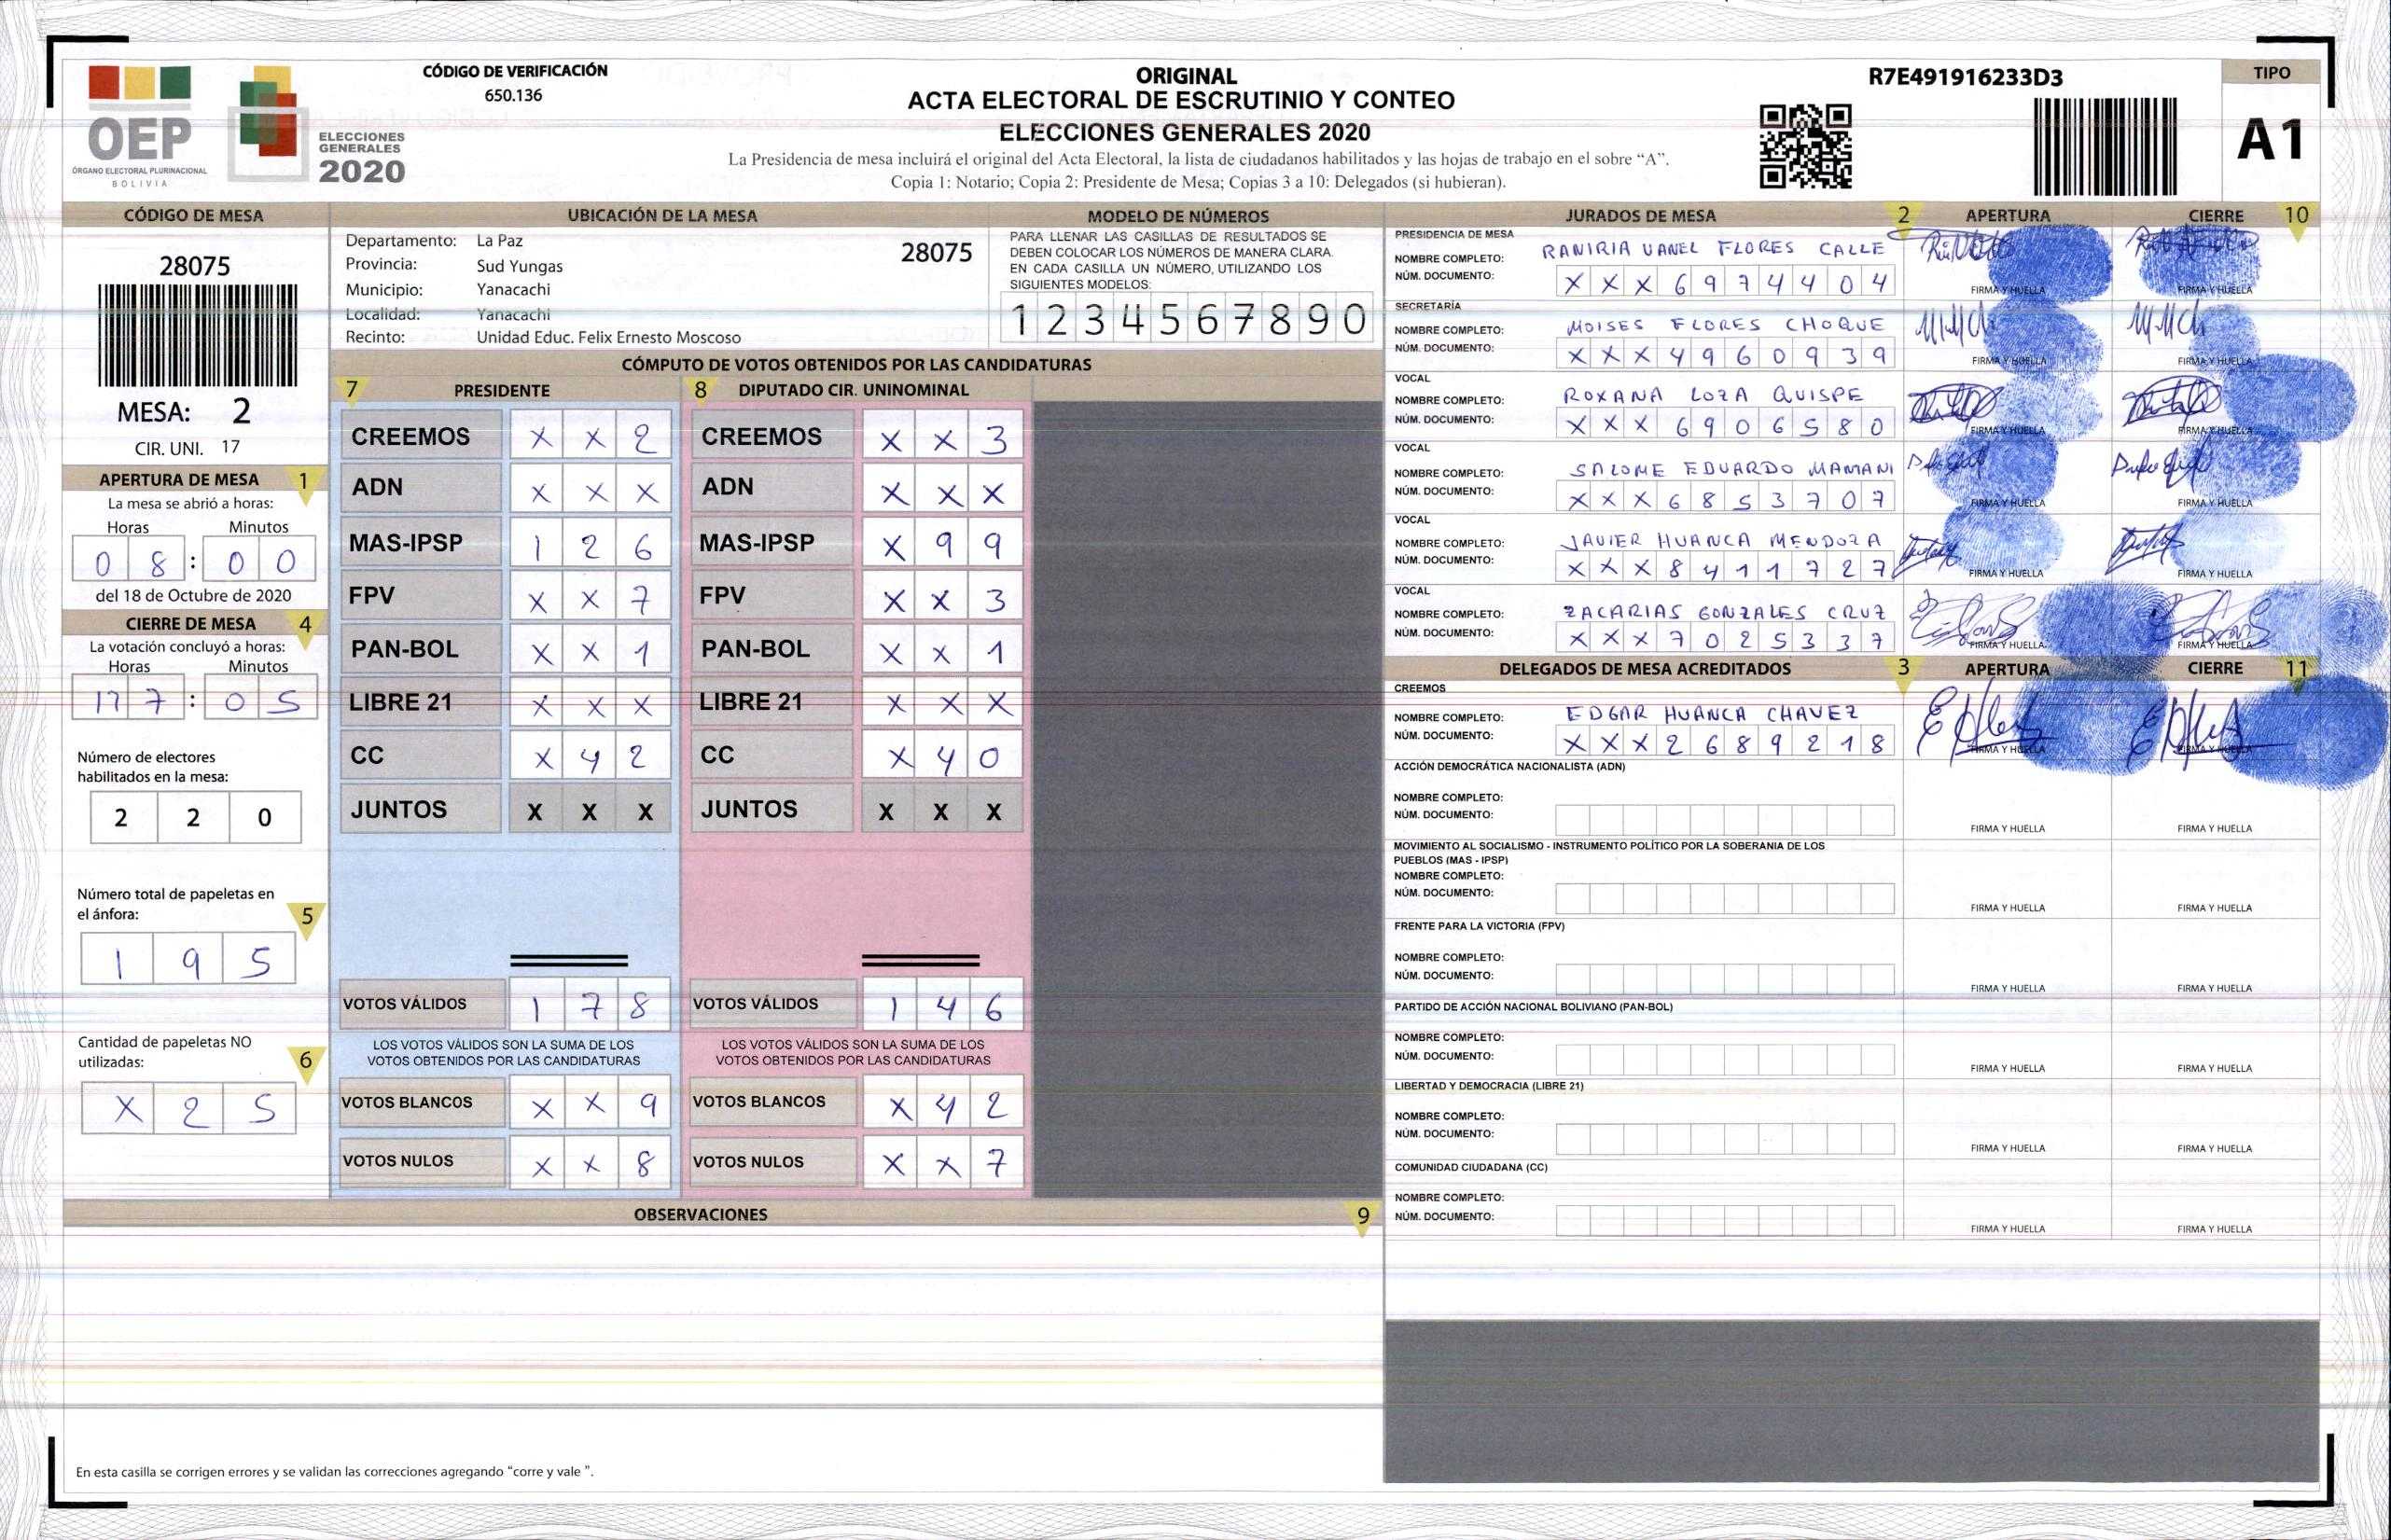 OEP
ÓRGANO ELECTORAL PLURINACIONAL
BOLIVIA
ELECCIONES
GENERALES
2020
CÓDIGO DE VERIFICACIÓN
650.136
ORIGINAL
ACTA ELECTORAL DE ESCRUTINIO Y CONTEO
ELECCIONES GENERALES 2020
La Presidencia de mesa incluirá el original del Acta Electoral, la lista de ciudadanos habilitados y las hojas de trabajo en el sobre “A”.
Copia 1: Notario; Copia 2: Presidente de Mesa; Copias 3 a 10: Delegados (si hubieran).
R7E491916233D3
TIPO
A1
CÓDIGO DE MESA
28075
MESA: 2
CIR. UNI. 17
APERTURA DE MESA 1
La mesa se abrió a horas:
Horas Minutos
0 8 : 0 0
del 18 de Octubre de 2020
CIERRE DE MESA 4
La votación concluyó a horas:
Horas Minutos
17 7 : 0 5
Número de electores
habilitados en la mesa:
2 2 0
Número total de papeletas en
el ánfora: 5
1 9 5
Cantidad de papeletas NO
utilizadas: 6
X 2 5
UBICACIÓN DE LA MESA
Departamento: La Paz 28075
Provincia: Sud Yungas
Municipio: Yanacachi
Localidad: Yanacachi
Recinto: Unidad Educ. Felix Ernesto Moscoso
MODELO DE NÚMEROS
PARA LLENAR LAS CASILLAS DE RESULTADOS SE
DEBEN COLOCAR LOS NÚMEROS DE MANERA CLARA.
EN CADA CASILLA UN NÚMERO, UTILIZANDO LOS
SIGUIENTES MODELOS:
1 2 3 4 5 6 7 8 9 0
CÓMPUTO DE VOTOS OBTENIDOS POR LAS CANDIDATURAS
7 PRESIDENTE
CREEMOS X X 2
ADN X X X
MAS-IPSP 1 2 6
FPV X X 7
PAN-BOL X X 1
LIBRE 21 X X X
CC X 4 2
JUNTOS X X X
VOTOS VÁLIDOS 1 7 8
LOS VOTOS VÁLIDOS SON LA SUMA DE LOS
VOTOS OBTENIDOS POR LAS CANDIDATURAS
VOTOS BLANCOS X X 9
VOTOS NULOS X X 8
8 DIPUTADO CIR. UNINOMINAL
CREEMOS X X 3
ADN X X X
MAS-IPSP X 9 9
FPV X X 3
PAN-BOL X X 1
LIBRE 21 X X X
CC X 4 0
JUNTOS X X X
VOTOS VÁLIDOS 1 4 6
LOS VOTOS VÁLIDOS SON LA SUMA DE LOS
VOTOS OBTENIDOS POR LAS CANDIDATURAS
VOTOS BLANCOS X 4 2
VOTOS NULOS X X 7
OBSERVACIONES 9
En esta casilla se corrigen errores y se validan las correcciones agregando “corre y vale ”.
JURADOS DE MESA 2 APERTURA CIERRE 10
PRESIDENCIA DE MESA
NOMBRE COMPLETO: RANIRIA VANEL FLORES CALLE
NÚM. DOCUMENTO: X X X 6 9 7 4 4 0 4
FIRMA Y HUELLA FIRMA Y HUELLA
SECRETARÍA
NOMBRE COMPLETO: MOISES FLORES CHOQUE
NÚM. DOCUMENTO: X X X 4 9 6 0 9 3 9
FIRMA Y HUELLA FIRMA Y HUELLA
VOCAL
NOMBRE COMPLETO: ROXANA LOZA QUISPE
NÚM. DOCUMENTO: X X X 6 9 0 6 5 8 0
FIRMA Y HUELLA FIRMA Y HUELLA
VOCAL
NOMBRE COMPLETO: SALOME EDUARDO MAMANI
NÚM. DOCUMENTO: X X X 6 8 5 3 7 0 7
FIRMA Y HUELLA FIRMA Y HUELLA
VOCAL
NOMBRE COMPLETO: JAVIER HUANCA MENDOZA
NÚM. DOCUMENTO: X X X 8 4 1 1 7 2 7
FIRMA Y HUELLA FIRMA Y HUELLA
VOCAL
NOMBRE COMPLETO: ZACARIAS GONZALES CRUZ
NÚM. DOCUMENTO: X X X 7 0 2 5 3 3 7
FIRMA Y HUELLA FIRMA Y HUELLA
DELEGADOS DE MESA ACREDITADOS 3 APERTURA CIERRE 11
CREEMOS
NOMBRE COMPLETO: EDGAR HUANCA CHAVEZ
NÚM. DOCUMENTO: X X X 2 6 8 9 2 1 8
FIRMA Y HUELLA FIRMA Y HUELLA
ACCIÓN DEMOCRÁTICA NACIONALISTA (ADN)
NOMBRE COMPLETO:
NÚM. DOCUMENTO:
FIRMA Y HUELLA FIRMA Y HUELLA
MOVIMIENTO AL SOCIALISMO - INSTRUMENTO POLÍTICO POR LA SOBERANIA DE LOS
PUEBLOS (MAS - IPSP)
NOMBRE COMPLETO:
NÚM. DOCUMENTO:
FIRMA Y HUELLA FIRMA Y HUELLA
FRENTE PARA LA VICTORIA (FPV)
NOMBRE COMPLETO:
NÚM. DOCUMENTO:
FIRMA Y HUELLA FIRMA Y HUELLA
PARTIDO DE ACCIÓN NACIONAL BOLIVIANO (PAN-BOL)
NOMBRE COMPLETO:
NÚM. DOCUMENTO:
FIRMA Y HUELLA FIRMA Y HUELLA
LIBERTAD Y DEMOCRACIA (LIBRE 21)
NOMBRE COMPLETO:
NÚM. DOCUMENTO:
FIRMA Y HUELLA FIRMA Y HUELLA
COMUNIDAD CIUDADANA (CC)
NOMBRE COMPLETO:
NÚM. DOCUMENTO:
FIRMA Y HUELLA FIRMA Y HUELLA